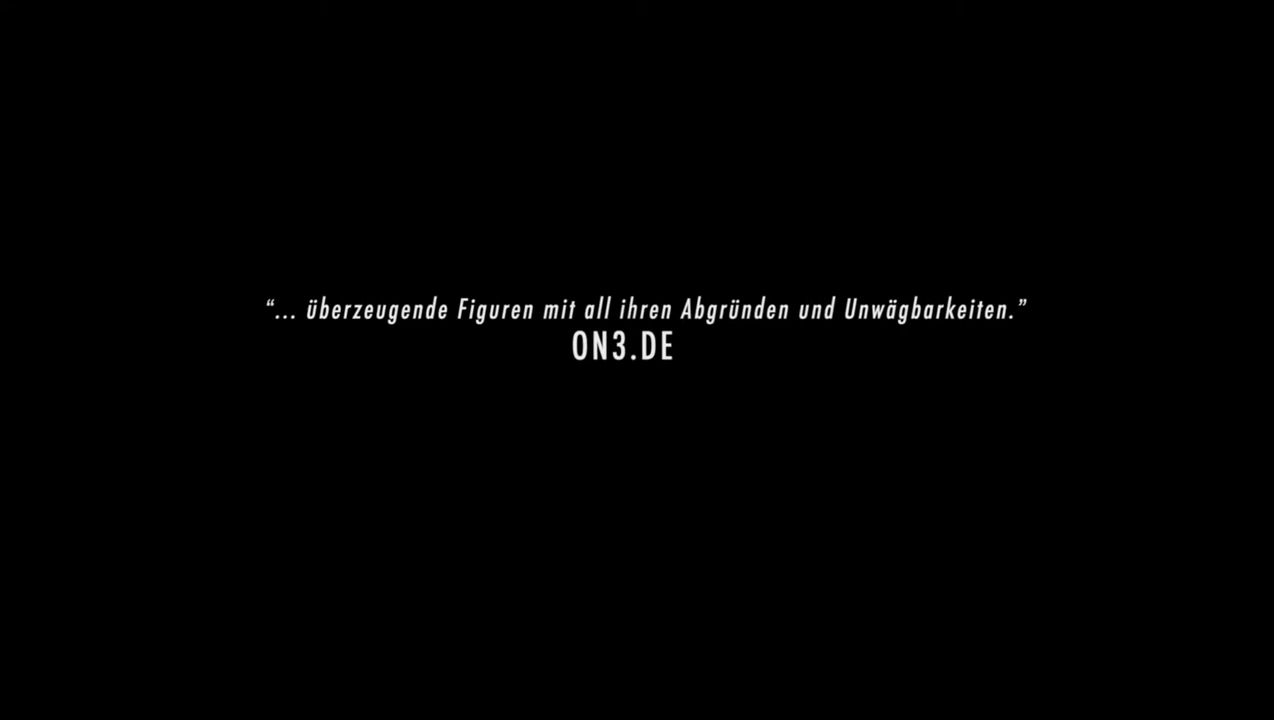 “... überzeugende Figuren mit all ihren Abgründen und Unwägbarkeiten.”
ON3.DE